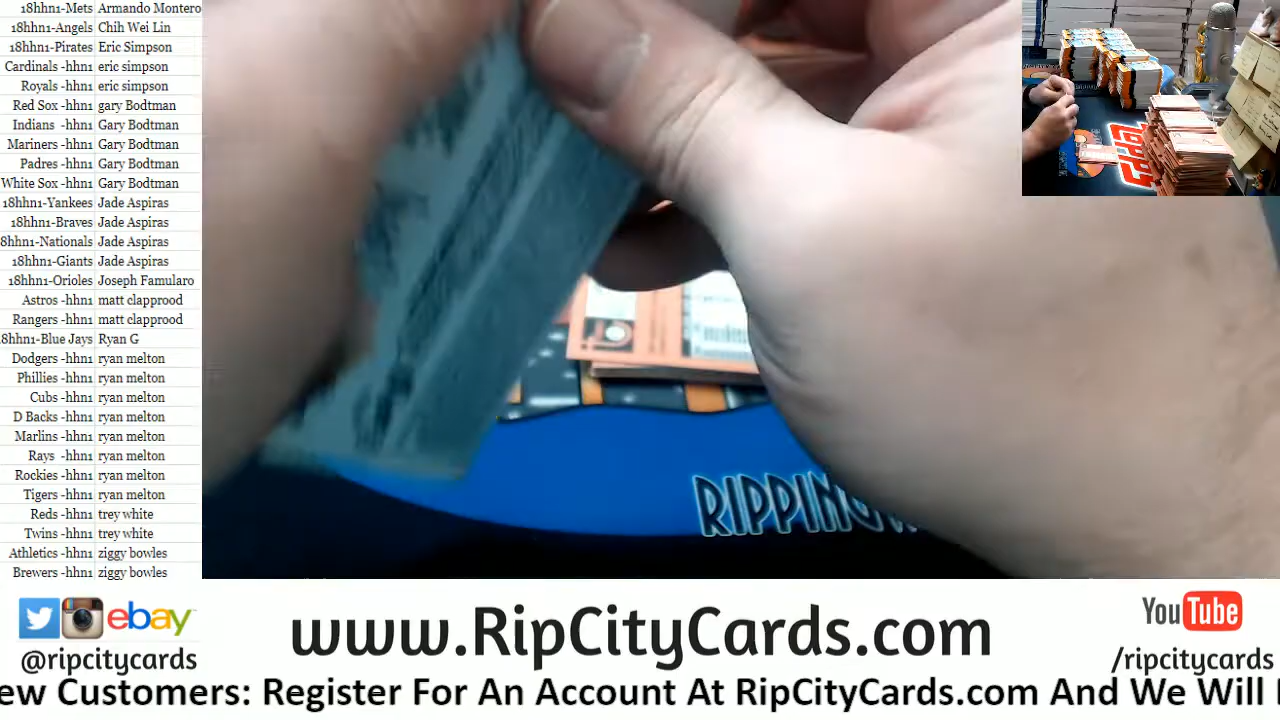 18hhn1-Mets Armando Montero
18hhn1-Angels Chih Wei Lin
18hhn1-Pirates Eric Simpson
Cardinals -hhn1 eric simpson
Royals -hhn1 eric simpson
Red Sox -hhn1 gary Bodtman
Indians -hhn1 Gary Bodtman
Mariners -hhn1 Gary Bodtman
Padres -hhn1 Gary Bodtman
White Sox -hhn1 Gary Bodtman
18hhn1-Yankees Jade Aspiras
18hhn1-Braves Jade Aspiras
8hhn1-Nationals Jade Aspiras
18hhn1-Giants Jade Aspiras
18hhn1-Orioles Joseph Famularo
Astros -hhn1 matt clapprood
Rangers -hhn1 matt clapprood
8hhn1-Blue Jays Ryan G
Dodgers -hhn1 ryan melton
Phillies -hhn1 ryan melton
Cubs -hhn1 ryan melton
D Backs -hhn1 ryan melton
Marlins -hhn1 ryan melton
Rays -hhn1 ryan melton
Rockies -hhn1 ryan melton
Tigers -hhn1 ryan melton
Reds -hhn1 trey white
Twins -hhn1 trey white
Athletics -hhn1 ziggy bowles
Brewers -hhn1 ziggy bowles
RIPPING
ebay
@ripcitycards
www.RipCityCards.com
YouTube
/ripcitycards
ew Customers: Register For An Account At RipCityCards.com And We Will